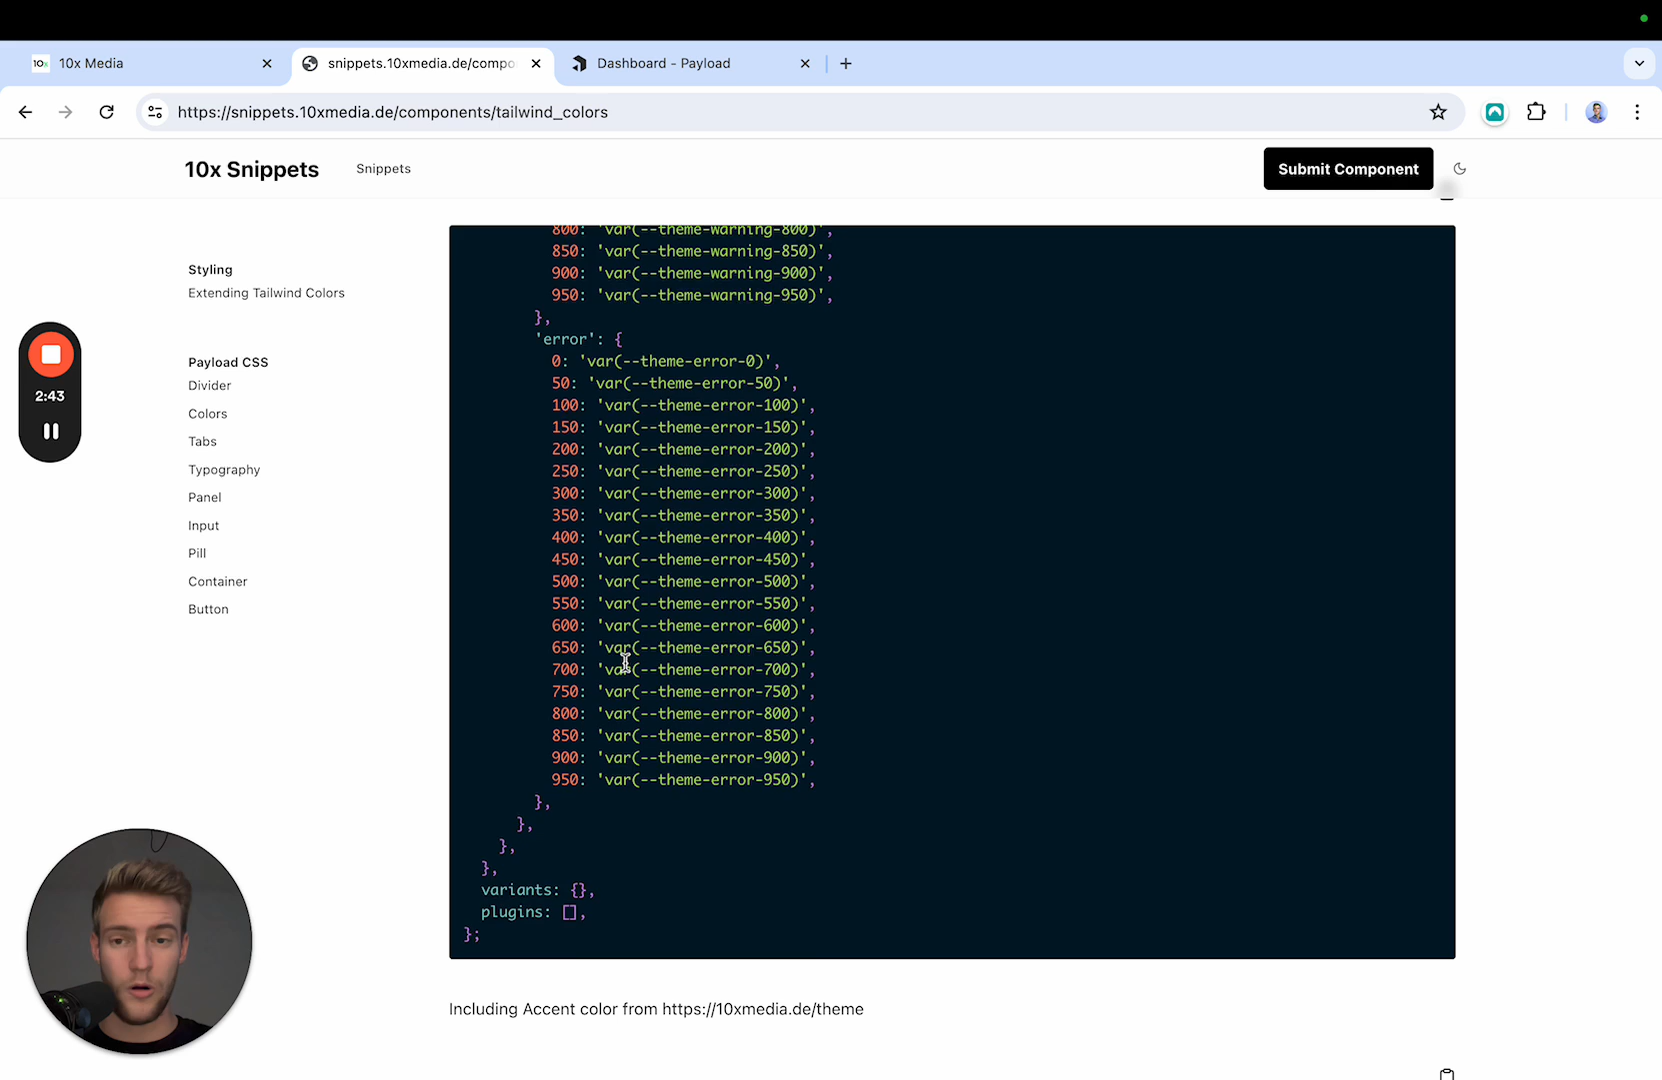 10x 10x Media
snippets.10xmedia.de/compo
Dashboard - Payload
https://snippets.10xmedia.de/components/tailwind_colors
10x Snippets
Snippets
Submit Component
Styling
Extending Tailwind Colors
Payload CSS
Divider
Colors
Tabs
Typography
Panel
Input
Pill
Container
Button
2:43
800: 'var(--theme-warning-800)',
850: 'var(--theme-warning-850)',
900: 'var(--theme-warning-900)',
950: 'var(--theme-warning-950)',
},
'error': {
0: 'var(--theme-error-0)',
50: 'var(--theme-error-50)',
100: 'var(--theme-error-100)',
150: 'var(--theme-error-150)',
200: 'var(--theme-error-200)',
250: 'var(--theme-error-250)',
300: 'var(--theme-error-300)',
350: 'var(--theme-error-350)',
400: 'var(--theme-error-400)',
450: 'var(--theme-error-450)',
500: 'var(--theme-error-500)',
550: 'var(--theme-error-550)',
600: 'var(--theme-error-600)',
650: 'var(--theme-error-650)',
700: 'var(--theme-error-700)',
750: 'var(--theme-error-750)',
800: 'var(--theme-error-800)',
850: 'var(--theme-error-850)',
900: 'var(--theme-error-900)',
950: 'var(--theme-error-950)',
},
},
},
},
variants: {},
plugins: [],
};
Including Accent color from https://10xmedia.de/theme